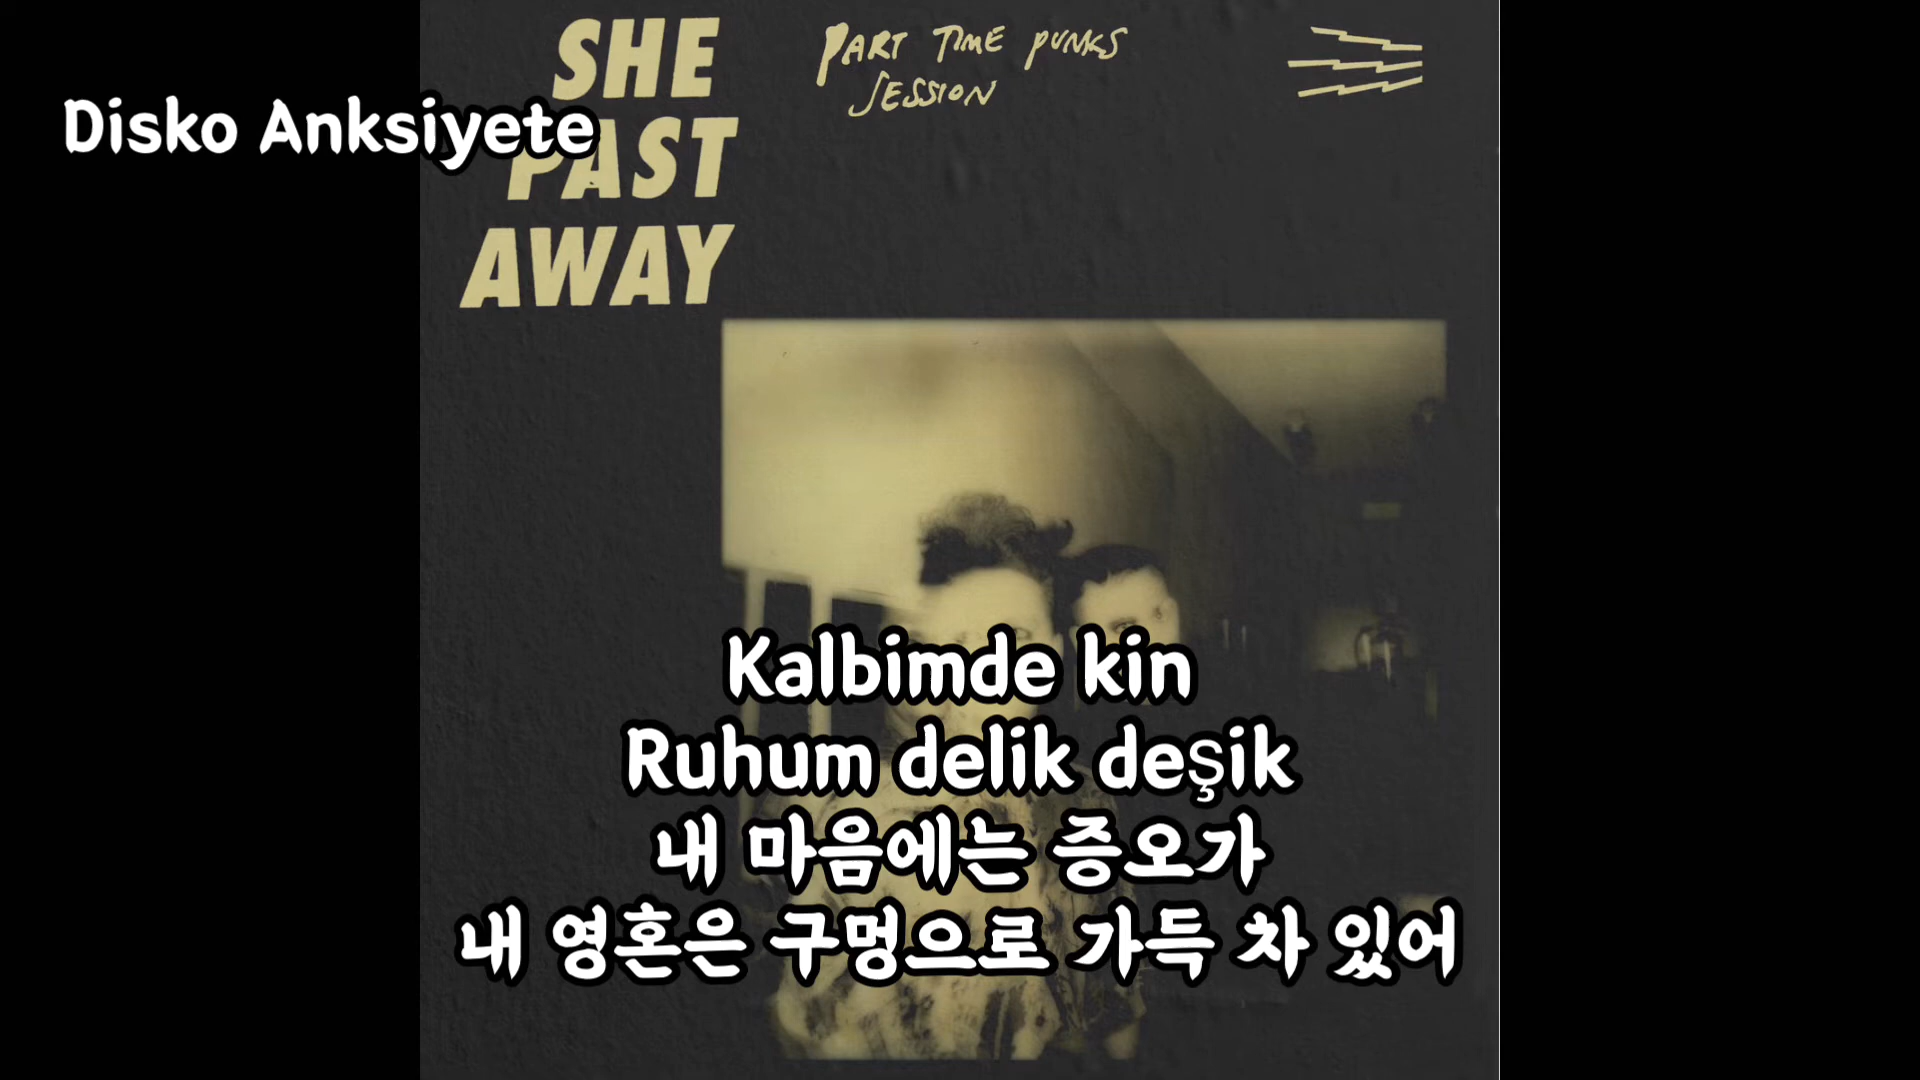 SHE
PAST
AWAY
PART TIME PUNKS
SESSION
Disko Anksiyete
Kalbimde kin
Ruhum delik deşik
내 마음에는 증오가
내 영혼은 구멍으로 가득 차 있어